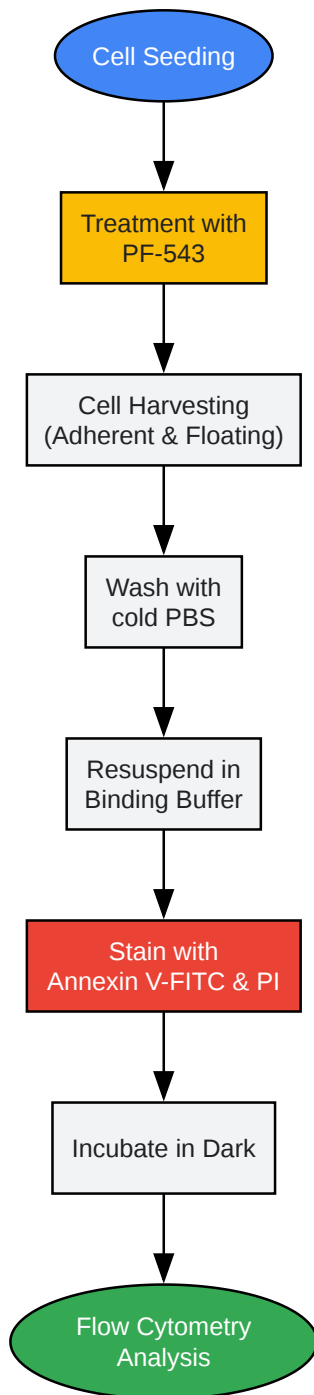 Cell Seeding
Treatment with
PF-543
Cell Harvesting
(Adherent & Floating)
Wash with
cold PBS
Resuspend in
Binding Buffer
Stain with
Annexin V-FITC & PI
Incubate in Dark
Flow Cytometry
Analysis